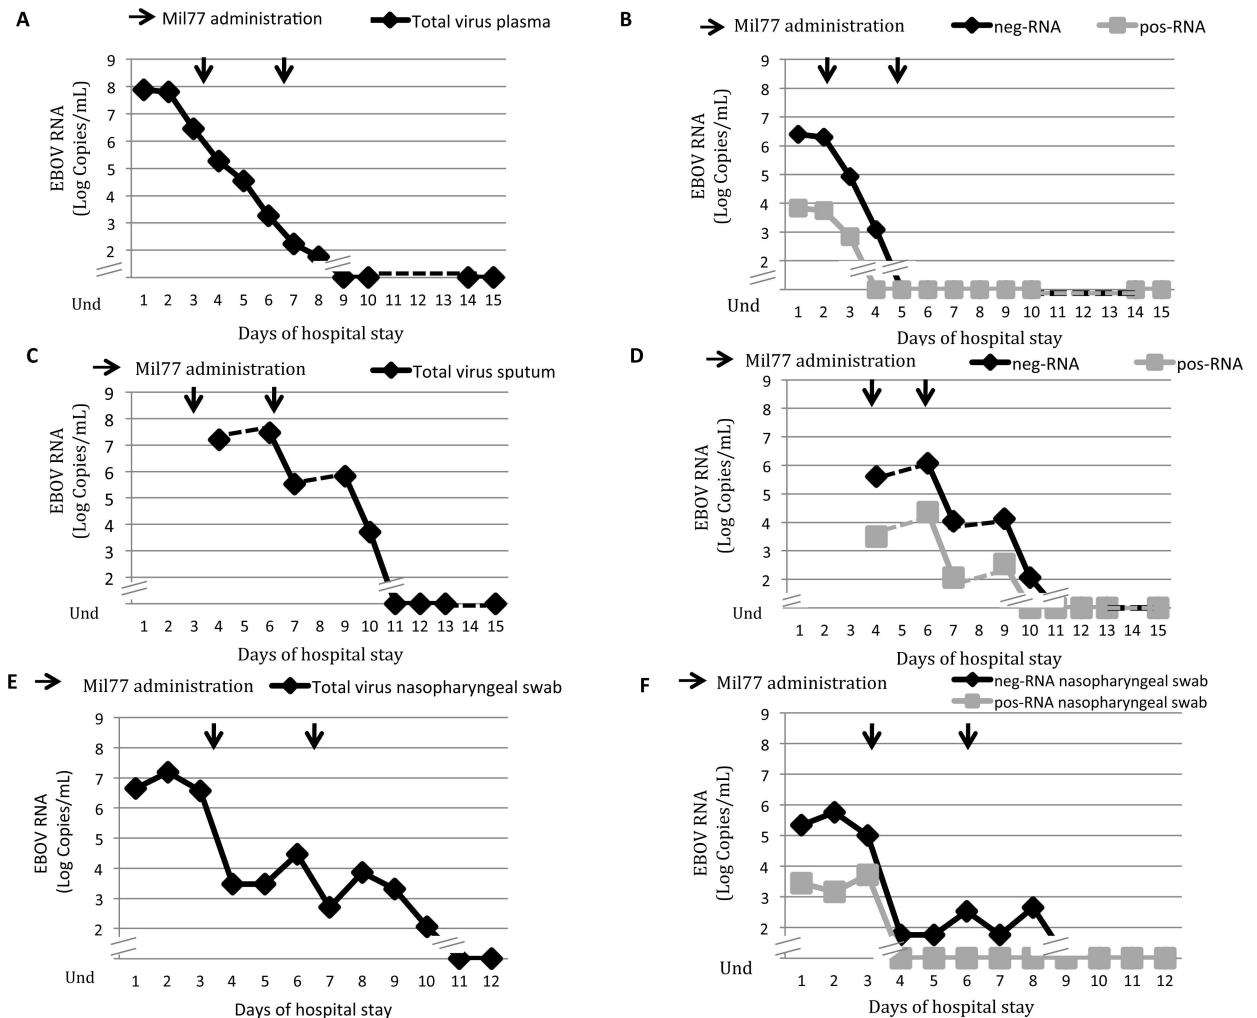 A
Mil77 administration
Total virus plasma
EBOV RNA
(Log Copies/mL)
9
8
7
6
5
4
3
2
Und
1 2 3 4 5 6 7 8 9 10 11 12 13 14 15
Days of hospital stay
B
Mil77 administration
neg-RNA
pos-RNA
EBOV RNA
(Log Copies/mL)
9
8
7
6
5
4
3
2
Und
1 2 3 4 5 6 7 8 9 10 11 12 13 14 15
Days of hospital stay
C
Mil77 administration
Total virus sputum
EBOV RNA
(Log Copies/mL)
9
8
7
6
5
4
3
2
Und
1 2 3 4 5 6 7 8 9 10 11 12 13 14 15
Days of hospital stay
D
Mil77 administration
neg-RNA
pos-RNA
EBOV RNA
(Log Copies/mL)
9
8
7
6
5
4
3
2
Und
1 2 3 4 5 6 7 8 9 10 11 12 13 14 15
Days of hospital stay
E
Mil77 administration
Total virus nasopharyngeal swab
EBOV RNA
(Log Copies/mL)
9
8
7
6
5
4
3
2
Und
1 2 3 4 5 6 7 8 9 10 11 12
Days of hospital stay
F
Mil77 administration
neg-RNA nasopharyngeal swab
pos-RNA nasopharyngeal swab
EBOV RNA
(Log Copies/mL)
9
8
7
6
5
4
3
2
Und
1 2 3 4 5 6 7 8 9 10 11 12
Days of hospital stay